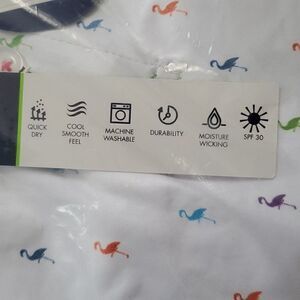 QUICK
DRY
COOL
SMOOTH
FEEL
MACHINE
WASHABLE
DURABILITY
MOISTURE
WICKING
SPF 30